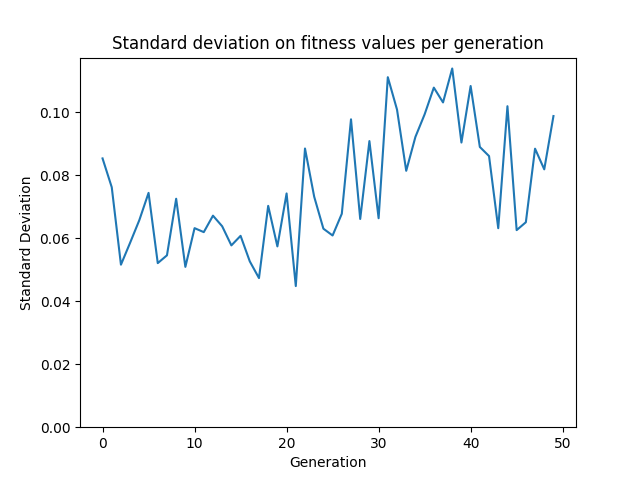 Standard deviation on fitness values per generation
Standard Deviation
0.10
0.08
0.06
0.04
0.02
0.00
0 10 20 30 40 50
Generation